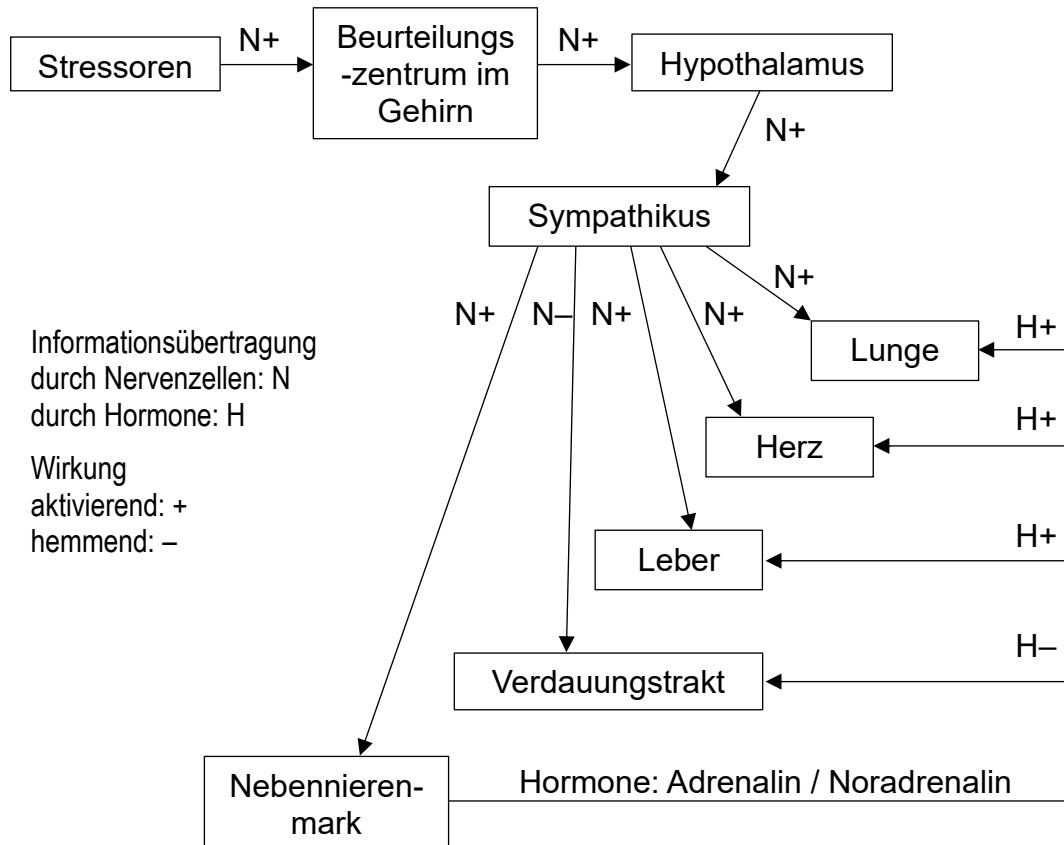 Stressoren
N+
Beurteilungs
-zentrum im
Gehirn
N+
Hypothalamus
N+
Sympathikus
N+
N–
N+
N+
N+
Informationsübertragung
durch Nervenzellen: N
durch Hormone: H
Wirkung
aktivierend: +
hemmend: –
Lunge
H+
Herz
H+
Leber
H+
Verdauungstrakt
H–
Nebennieren-
mark
Hormone: Adrenalin / Noradrenalin